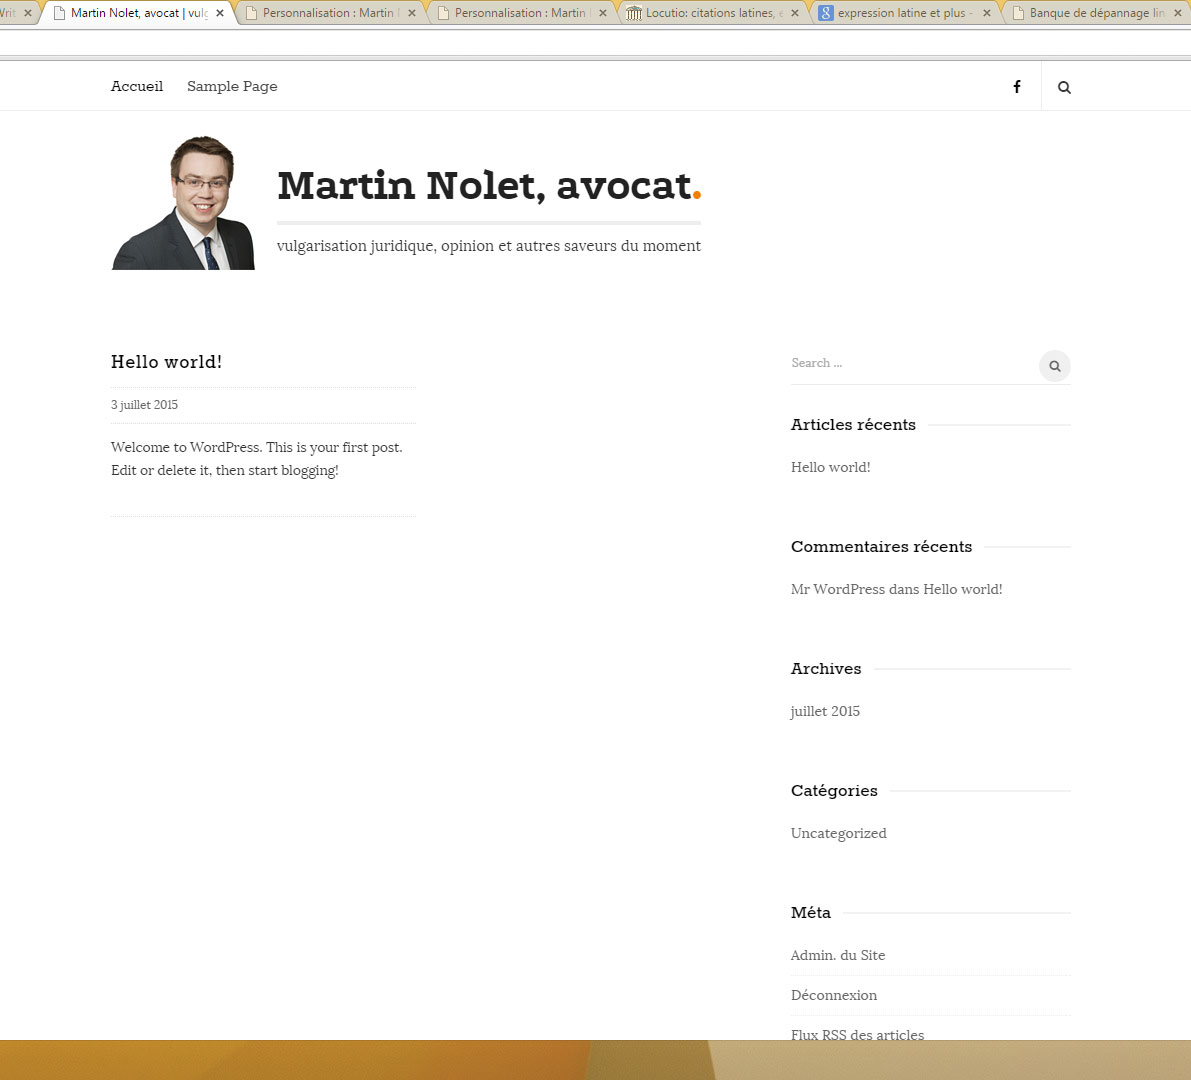 Martin Nolet, avocat | vulg
Personnalisation : Martin
Personnalisation : Martin
Locutio: citations latines,
expression latine et plus -
Banque de dépannage lin
Accueil Sample Page
Martin Nolet, avocat.
vulgarisation juridique, opinion et autres saveurs du moment
Hello world!
3 juillet 2015
Welcome to WordPress. This is your first post.
Edit or delete it, then start blogging!
Search ...
Articles récents
Hello world!
Commentaires récents
Mr WordPress dans Hello world!
Archives
juillet 2015
Catégories
Uncategorized
Méta
Admin. du Site
Déconnexion
Flux RSS des articles